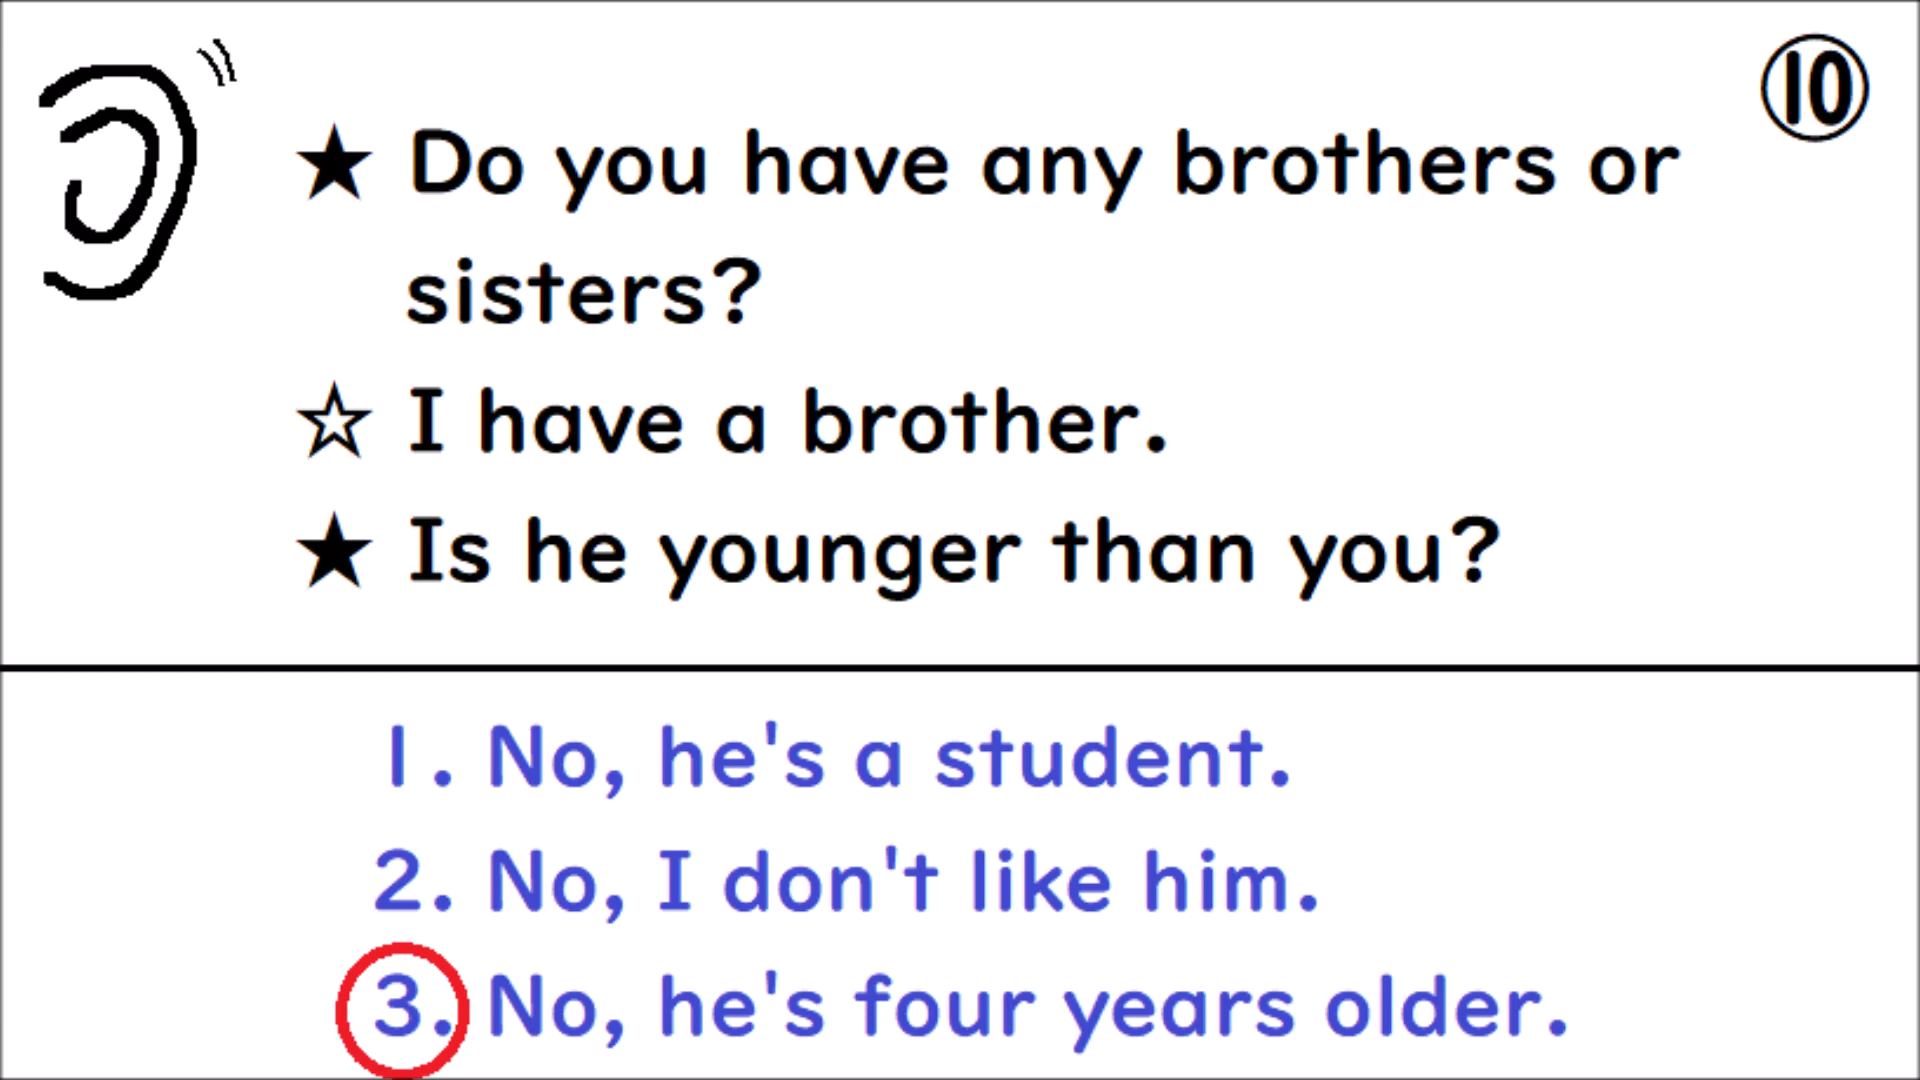 ⑩
★ Do you have any brothers or
sisters?
☆ I have a brother.
★ Is he younger than you?
1. No, he's a student.
2. No, I don't like him.
3. No, he's four years older.